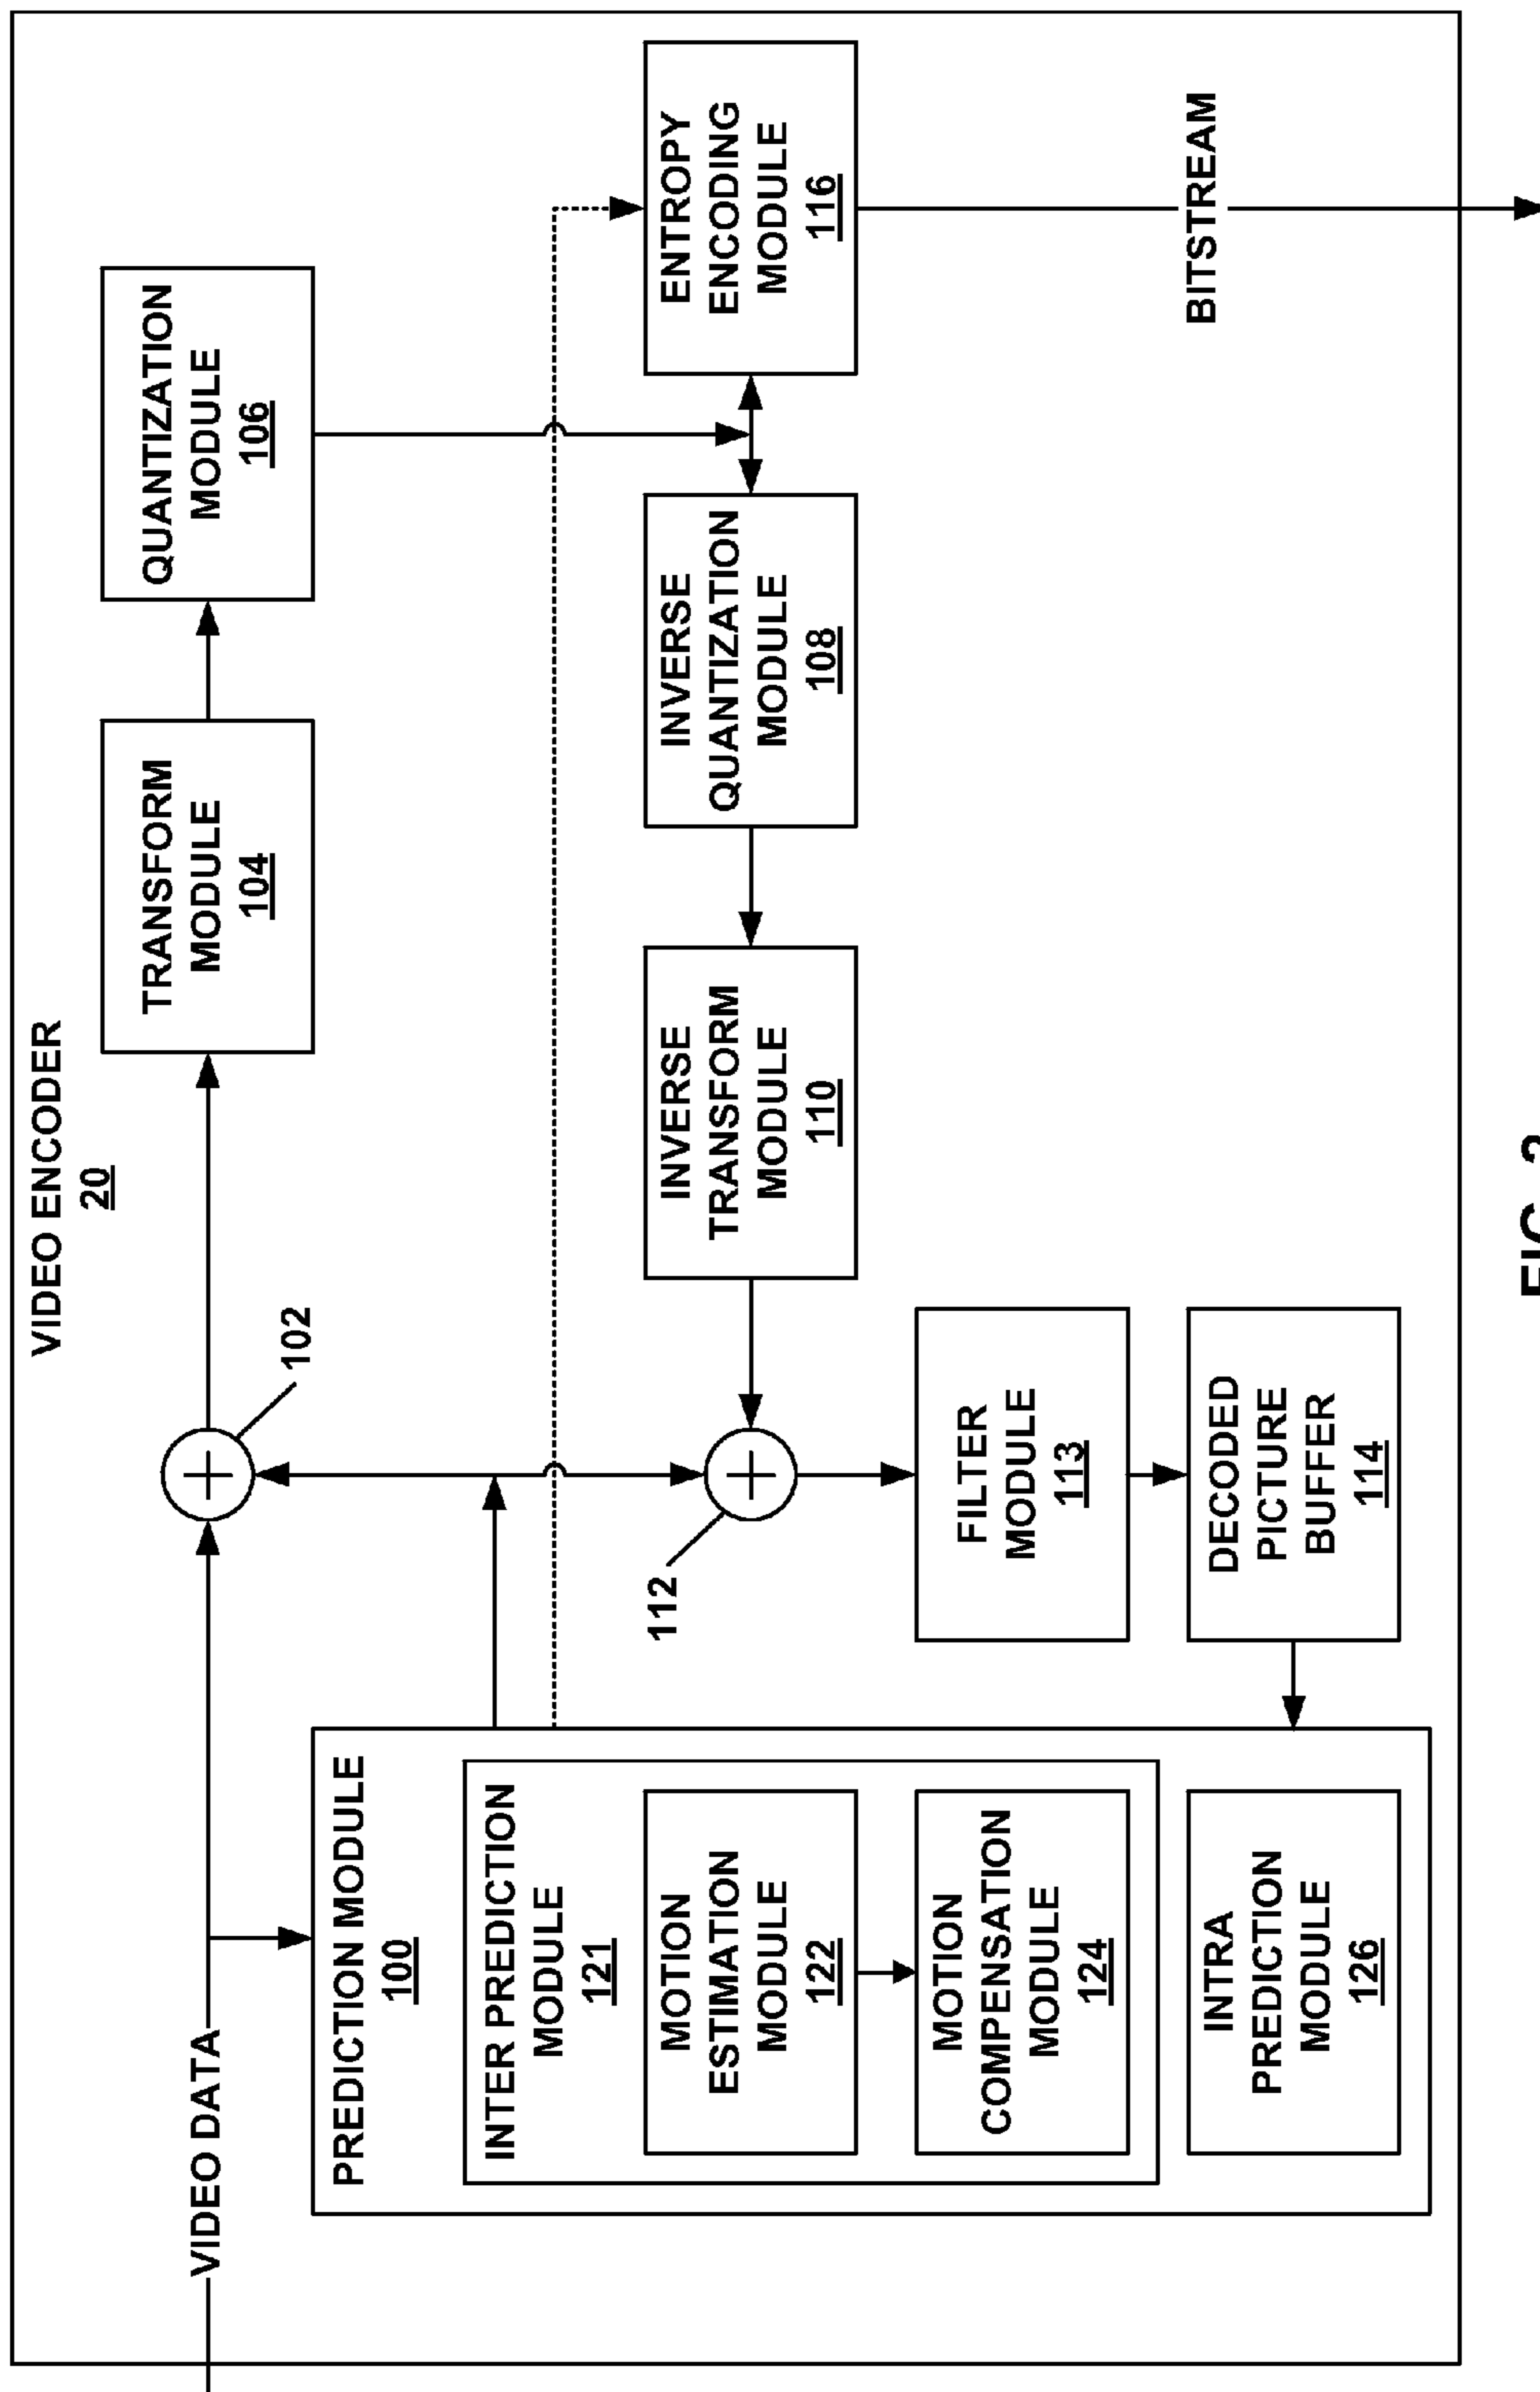 VIDEO ENCODER
20
VIDEO DATA
102
TRANSFORM
MODULE
104
QUANTIZATION
MODULE
106
PREDICTION MODULE
100
INTER PREDICTION
MODULE
121
MOTION
ESTIMATION
MODULE
122
MOTION
COMPENSATION
MODULE
124
INTRA
PREDICTION
MODULE
126
112
INVERSE
TRANSFORM
MODULE
110
INVERSE
QUANTIZATION
MODULE
108
ENTROPY
ENCODING
MODULE
116
FILTER
MODULE
113
DECODED
PICTURE
BUFFER
114
BITSTREAM
FIG.